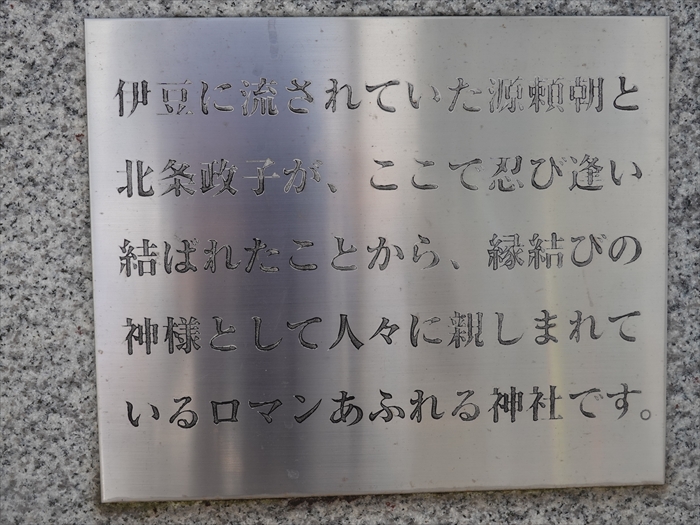 伊豆に流されていた源頼朝と
北条政子が、ここで忍び逢い
結ばれたことから、縁結びの
神様として人々に親しまれて
いるロマンあふれる神社です。